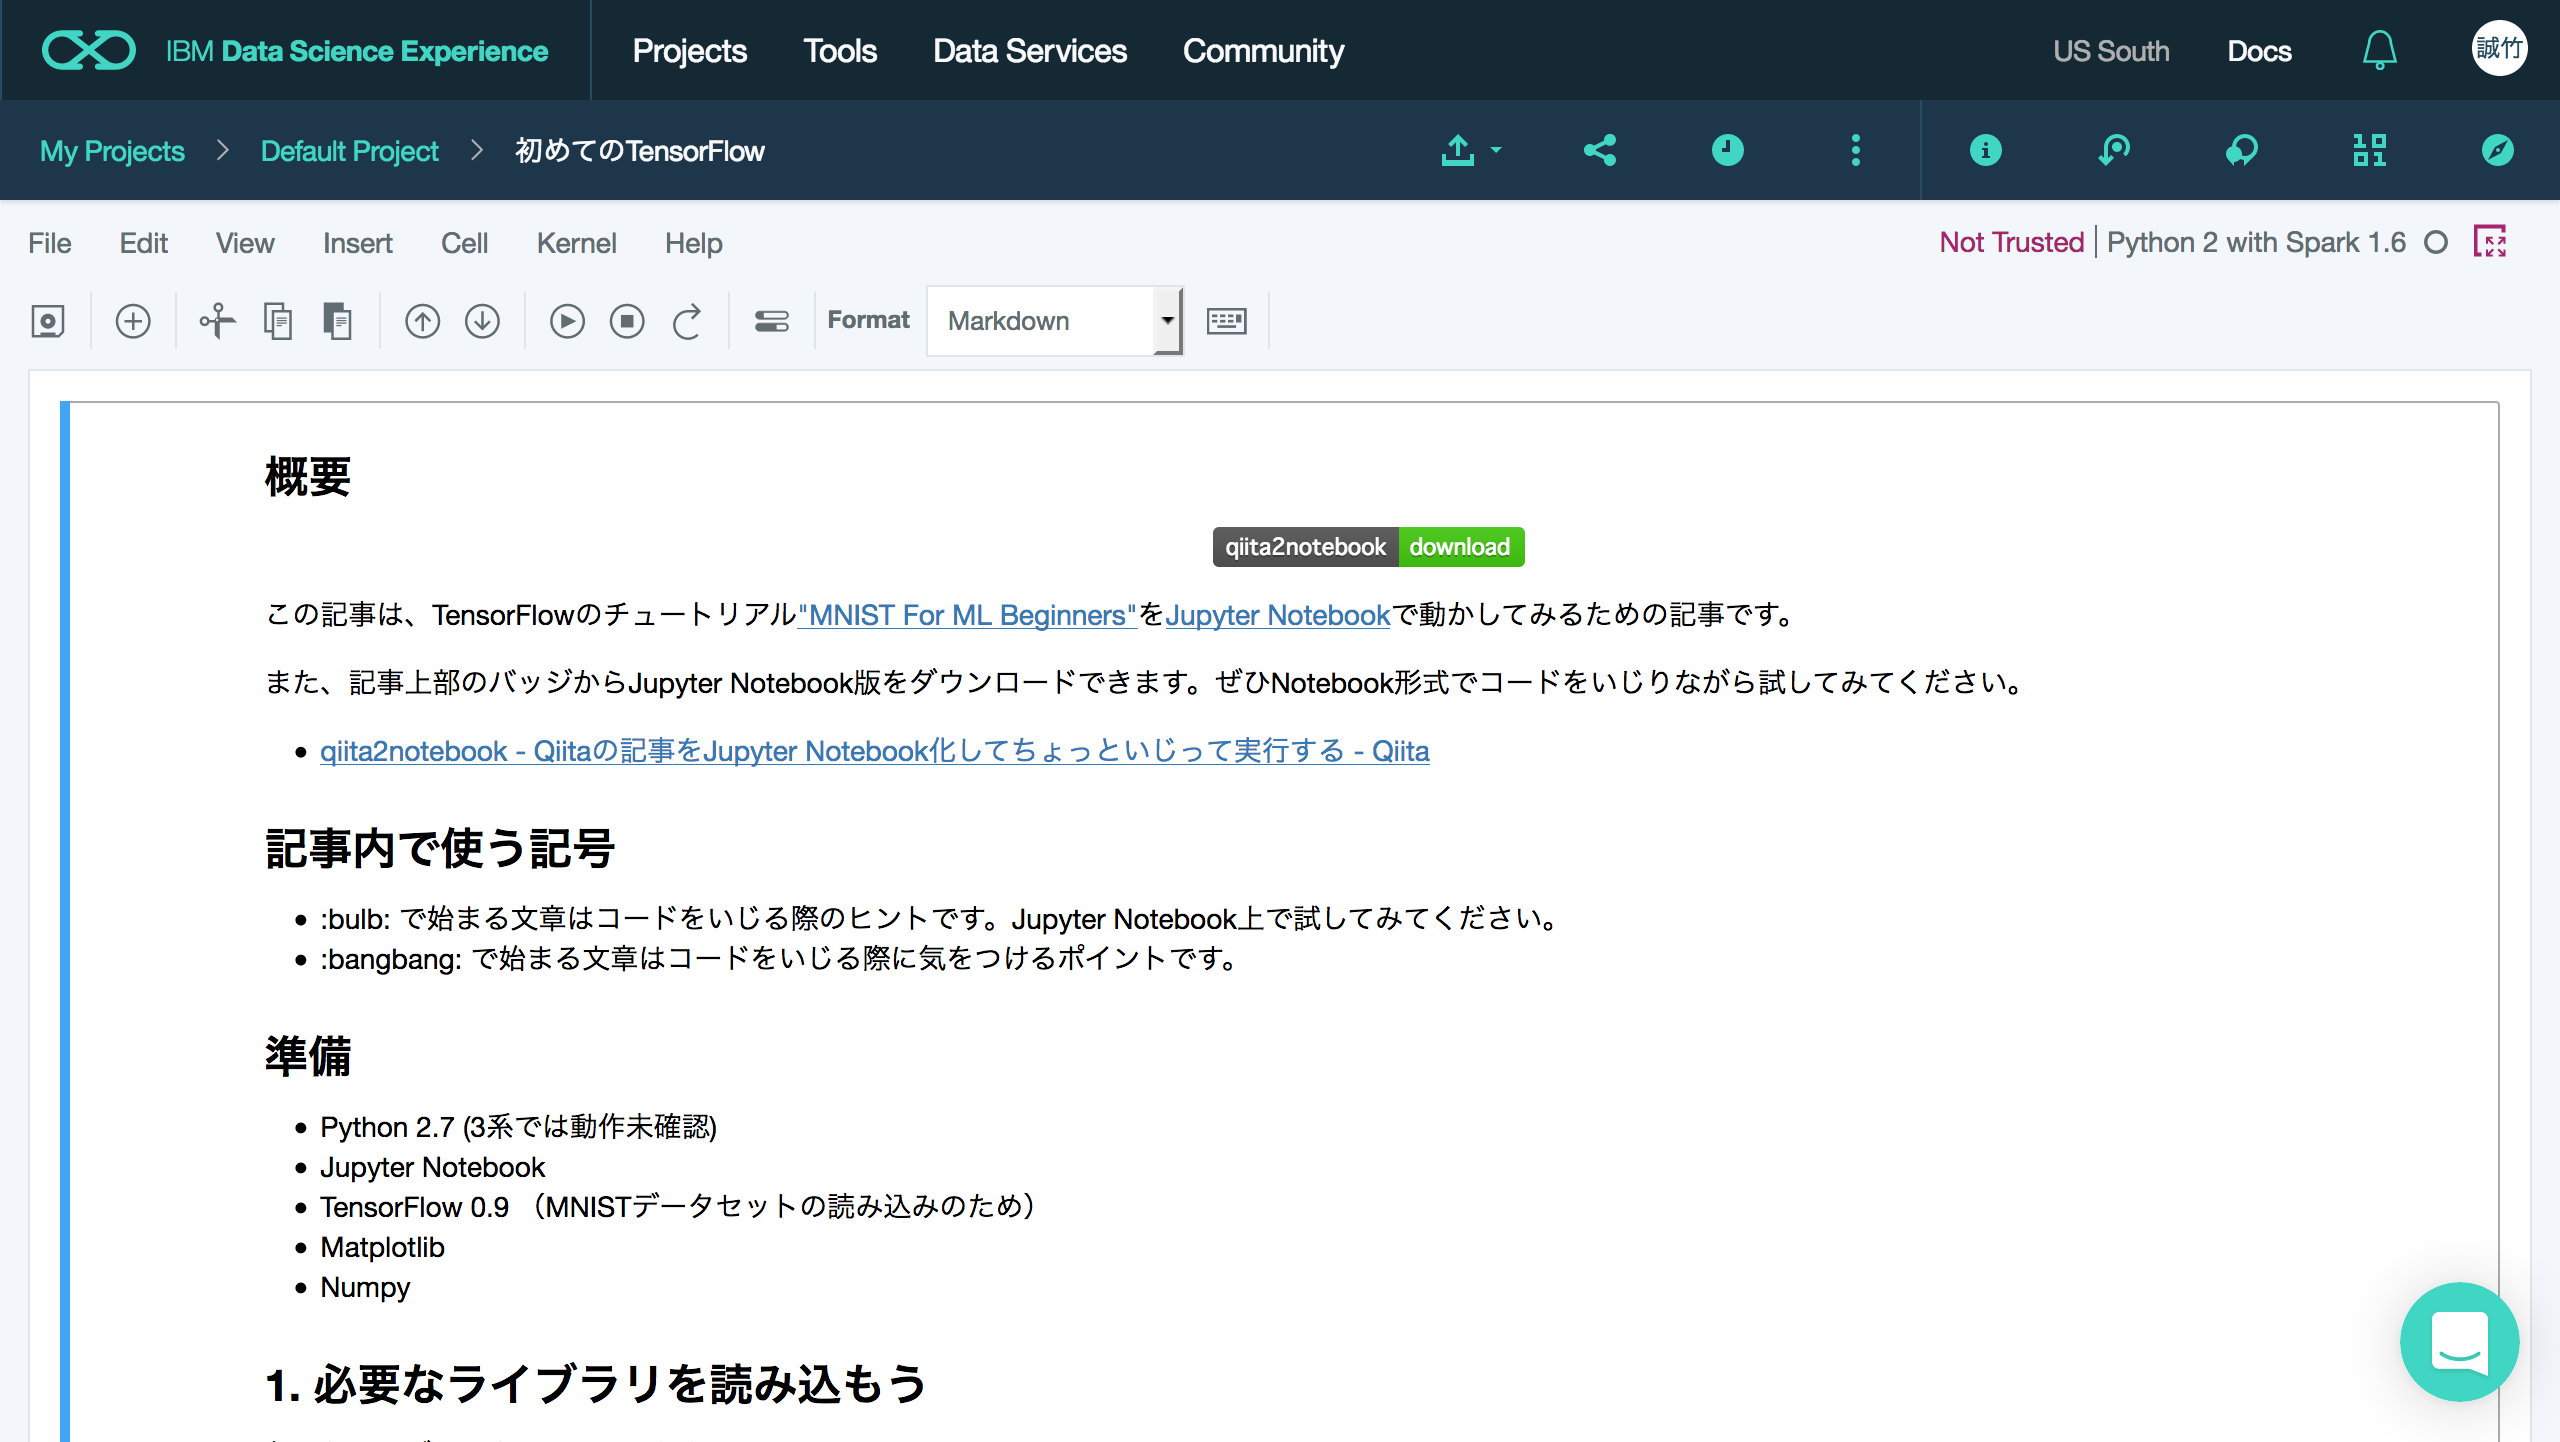 IBM Data Science Experience
Projects
Tools
Data Services
Community
US South
Docs
誠竹
My Projects
Default Project
初めてのTensorFlow
File
Edit
View
Insert
Cell
Kernel
Help
Not Trusted
Python 2 with Spark 1.6
Format
Markdown
概要
qiita2notebook download
この記事は、TensorFlowのチュートリアル"MNIST For ML Beginners"をJupyter Notebookで動かしてみるための記事です。
また、記事上部のバッジからJupyter Notebook版をダウンロードできます。ぜひNotebook形式でコードをいじりながら試してみてください。
qiita2notebook - Qiitaの記事をJupyter Notebook化してちょっといじって実行する - Qiita
記事内で使う記号
:bulb: で始まる文章はコードをいじる際のヒントです。Jupyter Notebook上で試してみてください。
:bangbang: で始まる文章はコードをいじる際に気をつけるポイントです。
準備
Python 2.7 (3系では動作未確認)
Jupyter Notebook
TensorFlow 0.9 （MNISTデータセットの読み込みのため）
Matplotlib
Numpy
1. 必要なライブラリを読み込もう